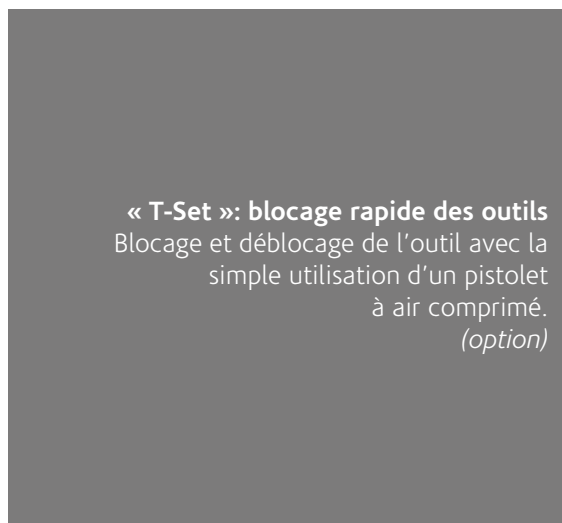 « T-Set »: blocage rapide des outils
Blocage et déblocage de l’outil avec la
simple utilisation d’un pistolet
à air comprimé.
(option)